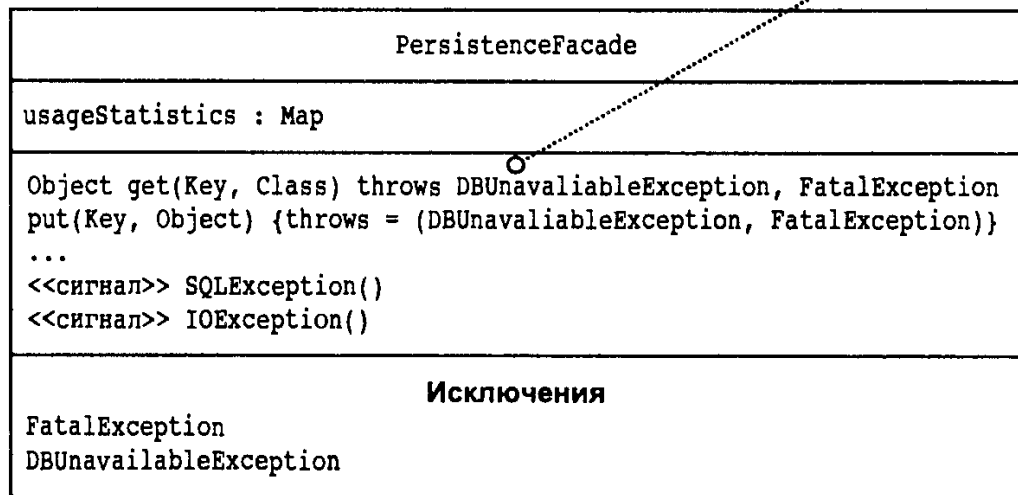 PersistenceFacade
usageStatistics : Map
Object get(Key, Class) throws DBUnavaliableException, FatalException
put(Key, Object) {throws = (DBUnavaliableException, FatalException)}
...
<<сигнал>> SQLException()
<<сигнал>> IOException()
Исключения
FatalException
DBUnavailableException